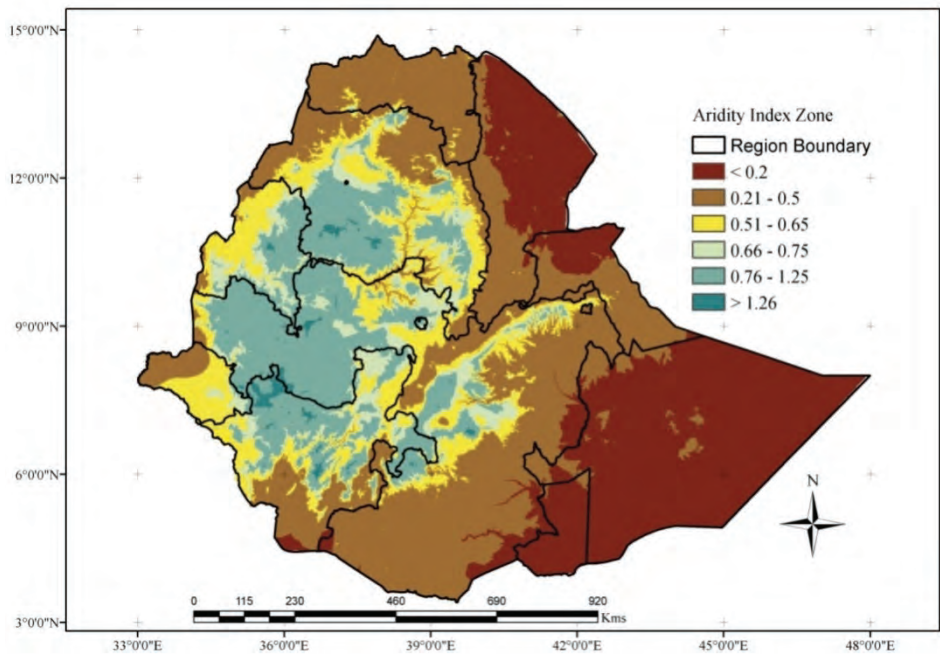 15°0'0"N
12°0'0"N
9°0'0"N
6°0'0"N
3°0'0"N
Aridity Index Zone
Region Boundary
< 0.2
0.21 - 0.5
0.51 - 0.65
0.66 - 0.75
0.76 - 1.25
> 1.26
N
0 115 230 460 690 920
Kms
33°0'0"E 36°0'0"E 39°0'0"E 42°0'0"E 45°0'0"E 48°0'0"E